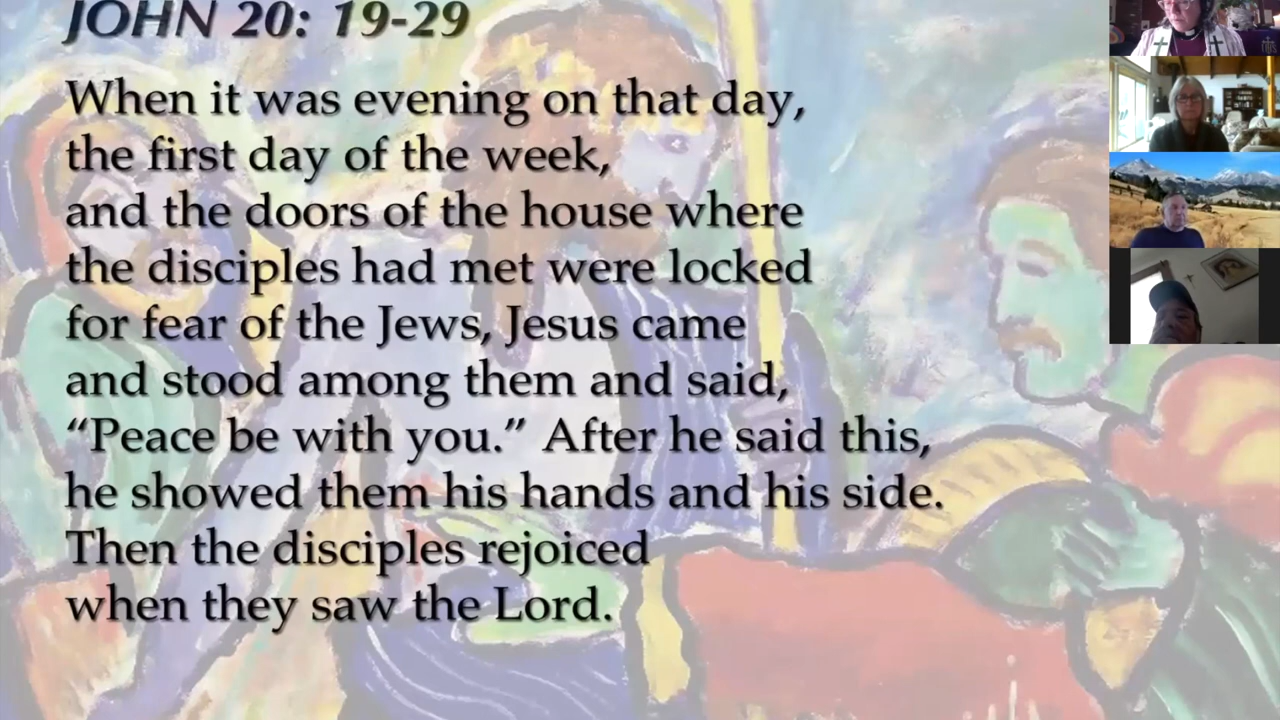 JOHN 20: 19-29
When it was evening on that day,
the first day of the week,
and the doors of the house where
the disciples had met were locked
for fear of the Jews, Jesus came
and stood among them and said,
“Peace be with you.” After he said this,
he showed them his hands and his side.
Then the disciples rejoiced
when they saw the Lord.